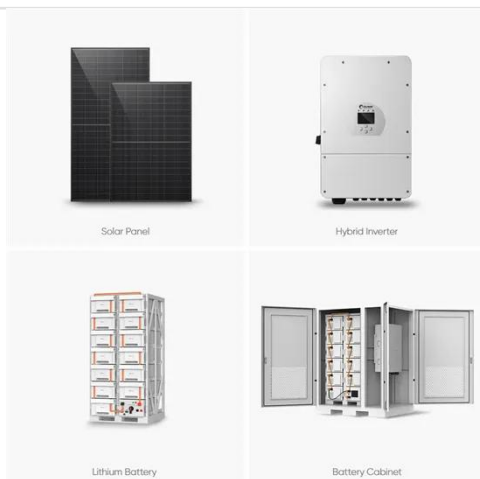 Solar Panel
Hybrid Inverter
Lithium Battery
Battery Cabinet